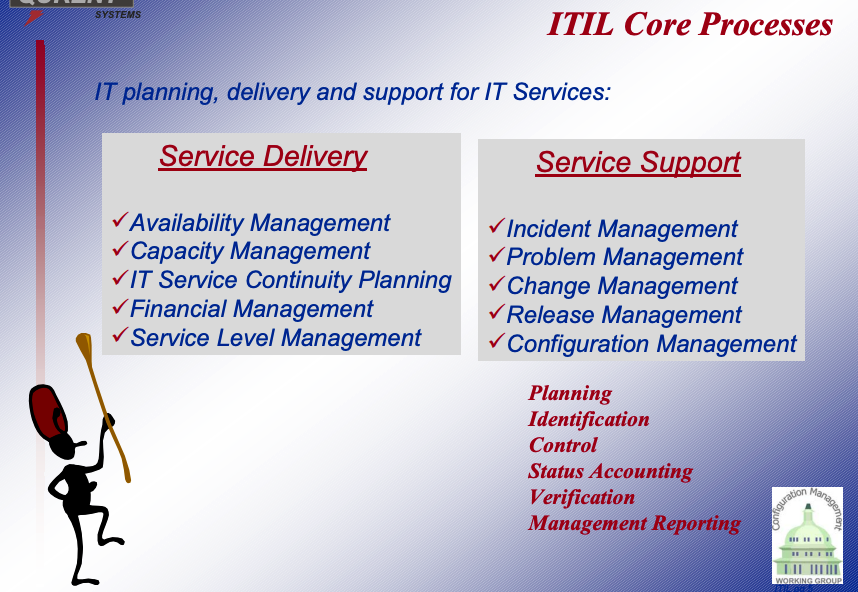 SYSTEMS
ITIL Core Processes
IT planning, delivery and support for IT Services:
Service Delivery
Availability Management
Capacity Management
IT Service Continuity Planning
Financial Management
Service Level Management
Service Support
Incident Management
Problem Management
Change Management
Release Management
Configuration Management
Planning
Identification
Control
Status Accounting
Verification
Management Reporting
Configuration Management
WORKING GROUP